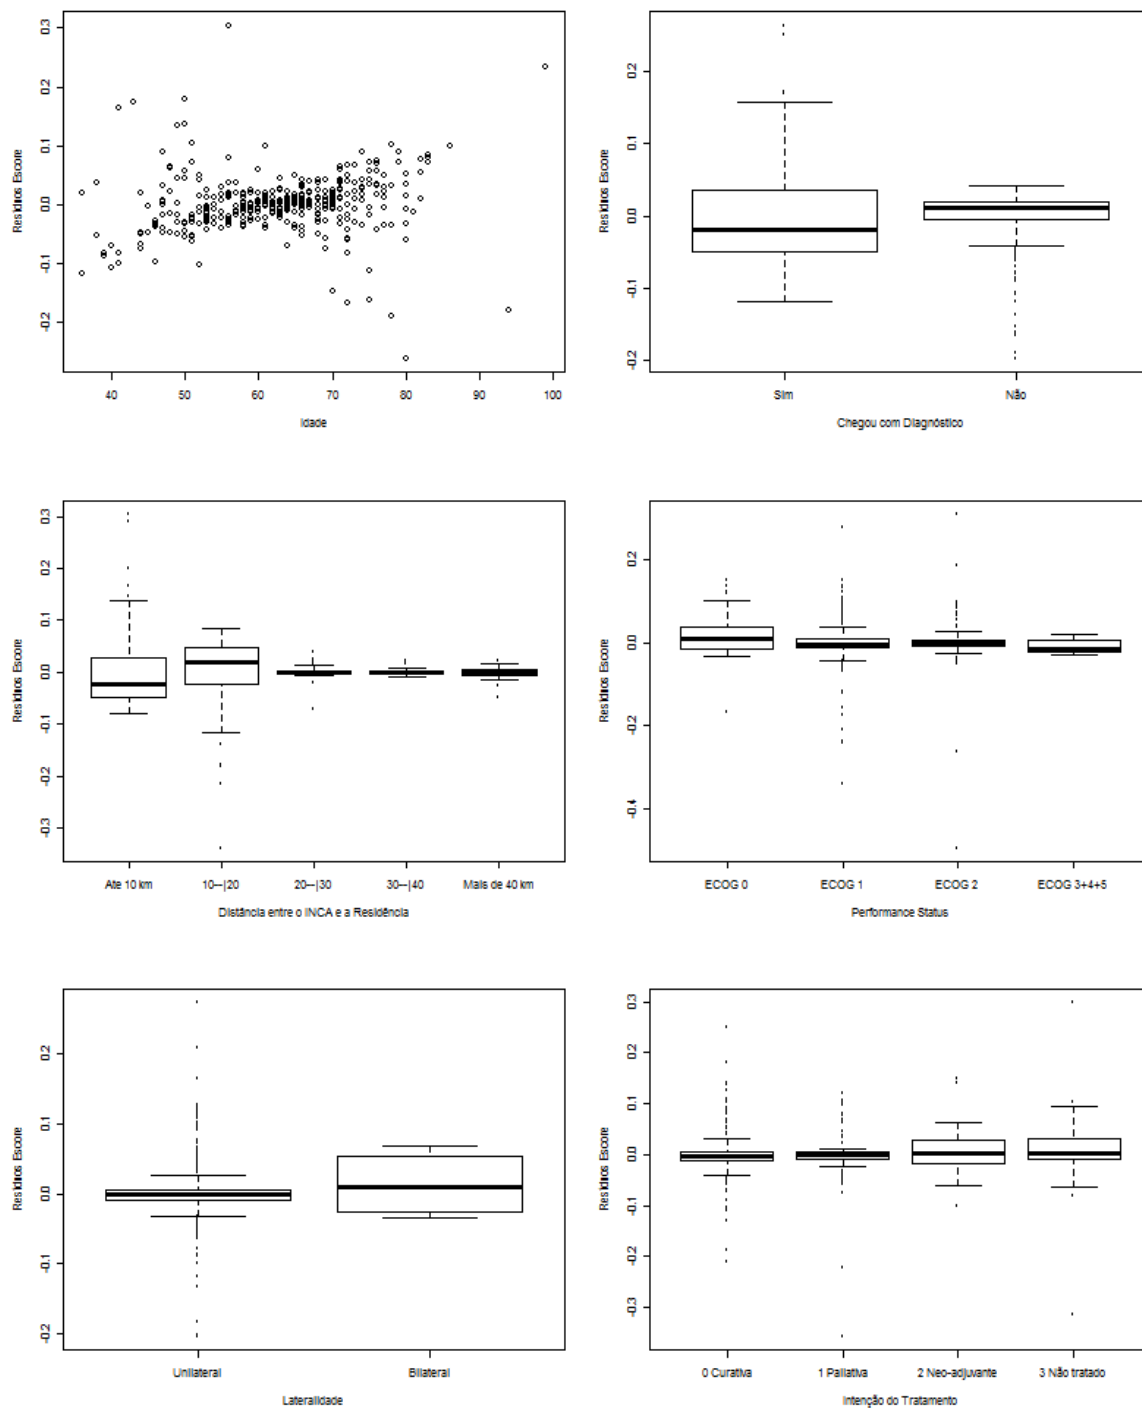 0.3
0.2
0.1
0.0
-0.1
-0.2
Resíduos Escore
40 50 60 70 80 90 100
Idade
0.2
0.1
0.0
-0.1
-0.2
Resíduos Escore
Sim Não
Chegou com Diagnóstico
0.3
0.2
0.1
0.0
-0.1
-0.2
-0.3
Resíduos Escore
Ate 10 km 10--|20 20--|30 30--|40 Mais de 40 km
Distância entre o INCA e a Residência
0.2
0.0
-0.2
-0.4
Resíduos Escore
ECOG 0 ECOG 1 ECOG 2 ECOG 3+4+5
Performance Status
0.2
0.1
0.0
-0.1
-0.2
Resíduos Escore
Unilateral Bilateral
Lateralidade
0.3
0.2
0.1
0.0
-0.1
-0.2
-0.3
Resíduos Escore
0 Curativa 1 Paliativa 2 Neo-adjuvante 3 Não tratado
Intenção do Tratamento